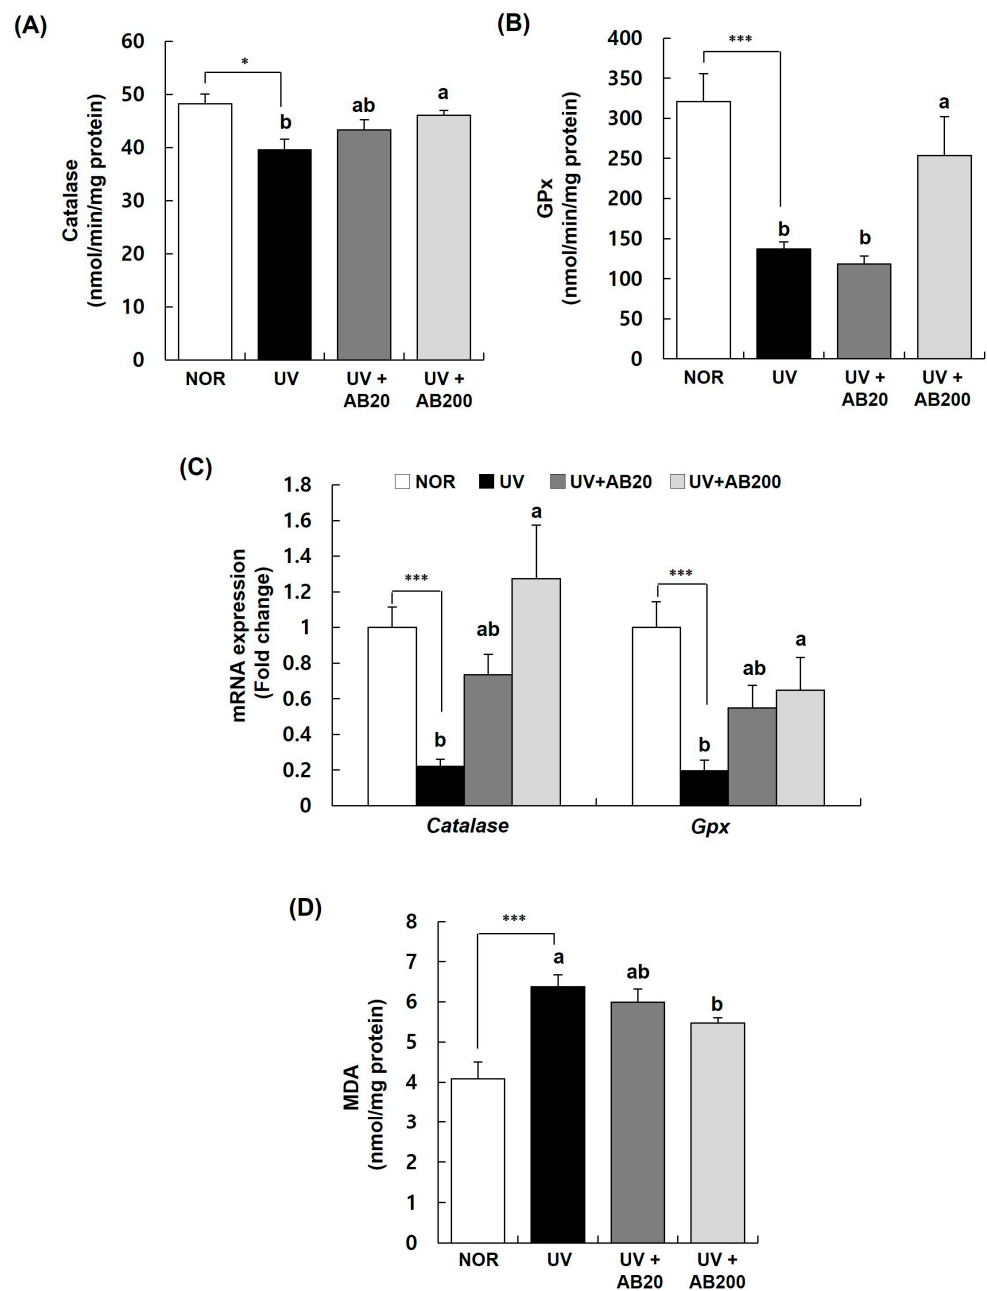 (A)
Catalase
(nmol/min/mg protein)
60
50
40
30
20
10
0
*
b
ab
a
NOR
UV
UV +
AB20
UV +
AB200
(B)
GPx
(nmol/min/mg protein)
400
350
300
250
200
150
100
50
0
***
b
b
a
NOR
UV
UV +
AB20
UV +
AB200
(C)
NOR UV UV+AB20 UV+AB200
mRNA expression
(Fold change)
1.8
1.6
1.4
1.2
1
0.8
0.6
0.4
0.2
0
***
b
ab
a
***
b
ab
a
Catalase
Gpx
(D)
MDA
(nmol/mg protein)
8
7
6
5
4
3
2
1
0
***
a
ab
b
NOR
UV
UV +
AB20
UV +
AB200